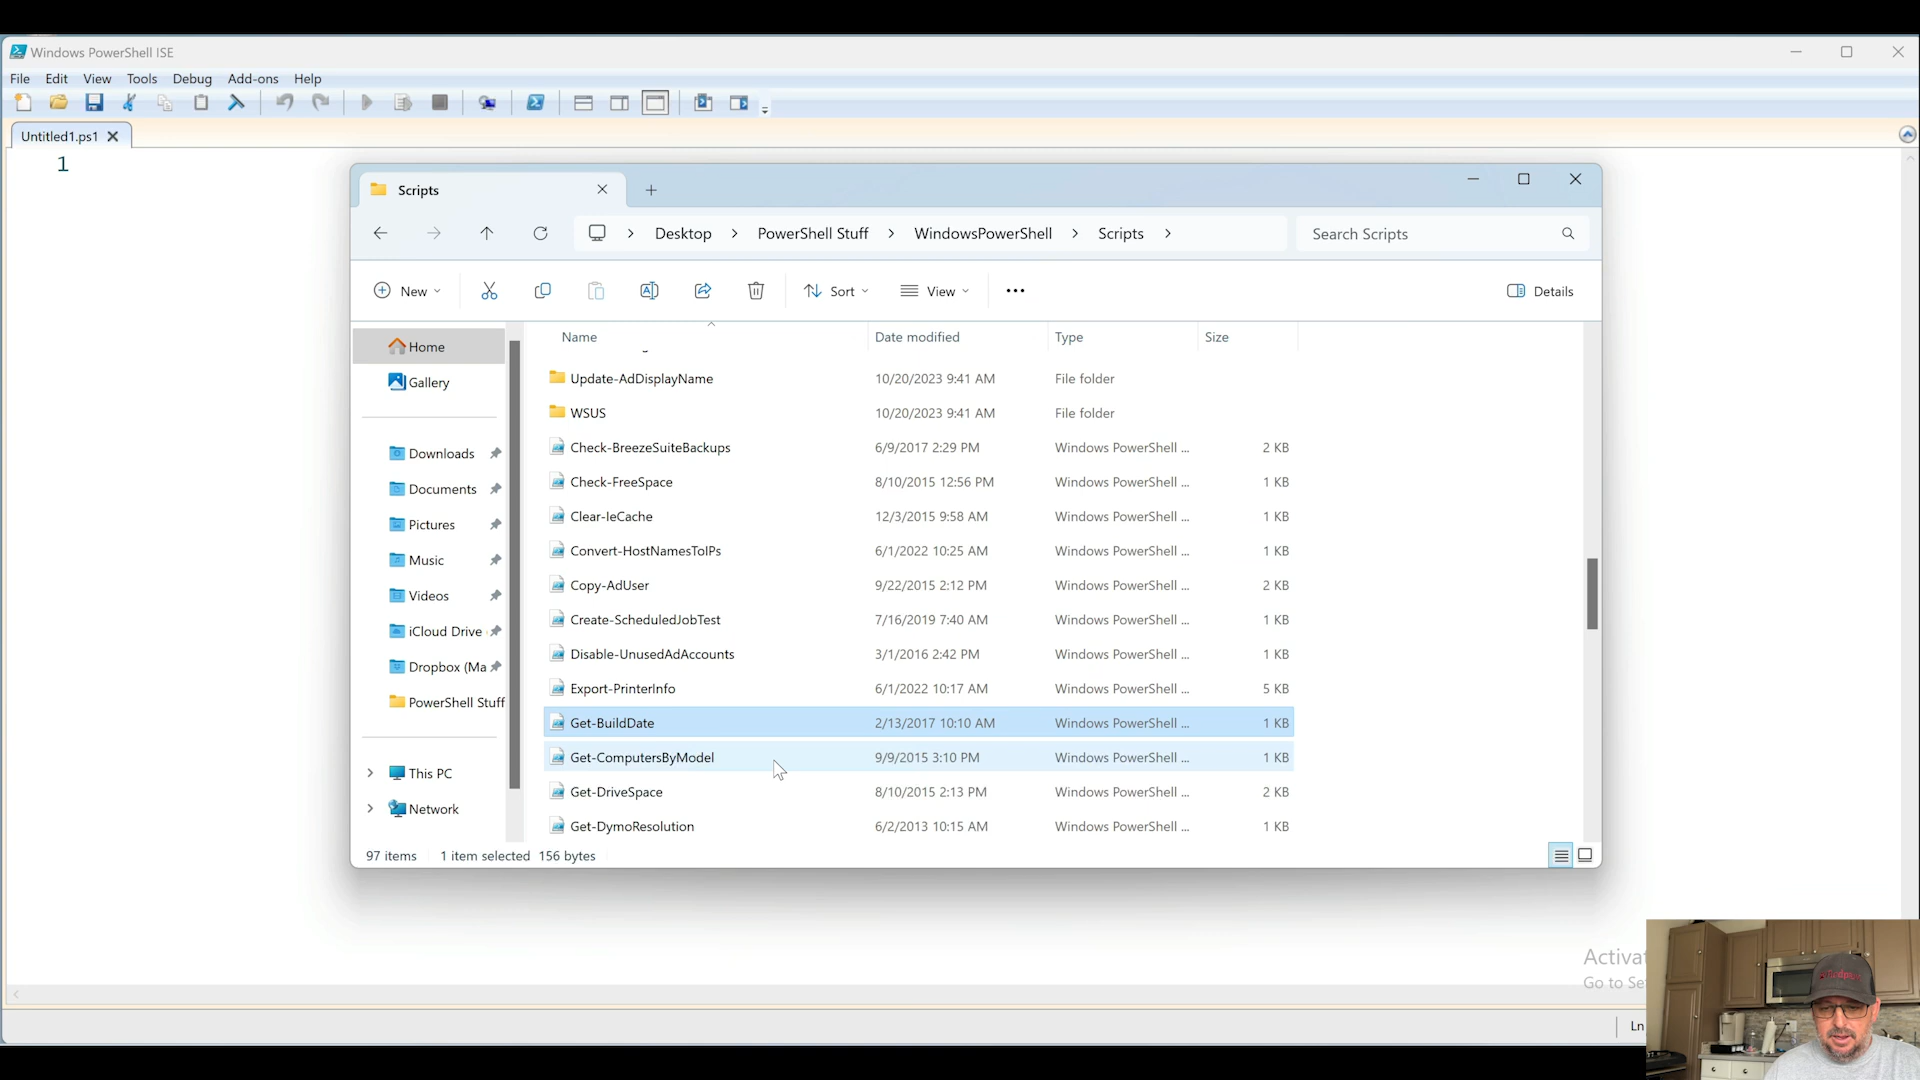 Windows PowerShell ISE
File Edit View Tools Debug Add-ons Help
Untitled1.ps1
1
Scripts
Desktop > PowerShell Stuff > WindowsPowerShell > Scripts >
Search Scripts
New
Sort
View
Details
Name Date modified Type Size
Home
Gallery
Downloads
Documents
Pictures
Music
Videos
iCloud Drive
Dropbox (Ma
PowerShell Stuff
This PC
Network
Update-AdDisplayName 10/20/2023 9:41 AM File folder
WSUS 10/20/2023 9:41 AM File folder
Check-BreezeSuiteBackups 6/9/2017 2:29 PM Windows PowerShell ... 2 KB
Check-FreeSpace 8/10/2015 12:56 PM Windows PowerShell ... 1 KB
Clear-IeCache 12/3/2015 9:58 AM Windows PowerShell ... 1 KB
Convert-HostNamesToIPs 6/1/2022 10:25 AM Windows PowerShell ... 1 KB
Copy-AdUser 9/22/2015 2:12 PM Windows PowerShell ... 2 KB
Create-ScheduledJobTest 7/16/2019 7:40 AM Windows PowerShell ... 1 KB
Disable-UnusedAdAccounts 3/1/2016 2:42 PM Windows PowerShell ... 1 KB
Export-PrinterInfo 6/1/2022 10:17 AM Windows PowerShell ... 5 KB
Get-BuildDate 2/13/2017 10:10 AM Windows PowerShell ... 1 KB
Get-ComputersByModel 9/9/2015 3:10 PM Windows PowerShell ... 1 KB
Get-DriveSpace 8/10/2015 2:13 PM Windows PowerShell ... 2 KB
Get-DymoResolution 6/2/2013 10:15 AM Windows PowerShell ... 1 KB
97 items 1 item selected 156 bytes
Activat
Go to Se
Ln